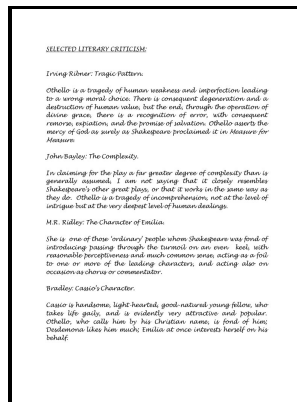 SELECTED LITERARY CRITICISM:
Irving Ribner: Tragic Pattern.
Othello is a tragedy of human weakness and imperfection leading
to a wrong moral choice. There is consequent degeneration and a
destruction of human value, but the end, through the operation of
divine grace, there is a recognition of error, with consequent
remorse, expiation, and the promise of salvation. Othello asserts the
mercy of God as surely as Shakespeare proclaimed it in Measure for
Measure.
John Bayley: The Complexity.
In claiming for the play a far greater degree of complexity than is
generally assumed, I am not saying that it closely resembles
Shakespeare's other great plays, or that it works in the same way as
they do. Othello is a tragedy of incomprehension, not at the level of
intrigue but at the very deepest level of human dealings.
M.R. Ridley: The Character of Emilia.
She is one of those 'ordinary' people whom Shakespeare was fond of
introducing passing through the turmoil on an even keel, with
reasonable perceptiveness and much common sense, acting as a foil
to one or more of the leading characters, and acting also on
occasion as chorus or commentator.
Bradley: Cassio's Character.
Cassio is handsome, light-hearted, good-natured young fellow, who
takes life gaily, and is evidently very attractive and popular.
Othello, who calls him by his Christian name, is fond of him;
Desdemona likes him much; Emilia at once interests herself on his
behalf.